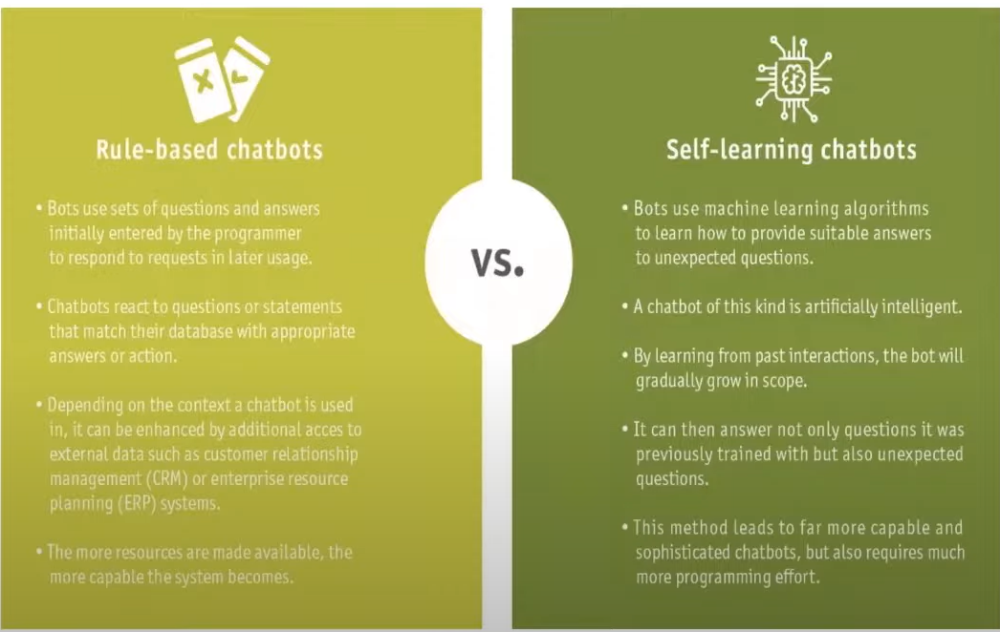 Rule-based chatbots
• Bots use sets of questions and answers
initially entered by the programmer
to respond to requests in later usage.
• Chatbots react to questions or statements
that match their database with appropriate
answers or action.
• Depending on the context a chatbot is used
in, it can be enhanced by additional acces to
external data such as customer relationship
management (CRM) or enterprise resource
planning (ERP) systems.
• The more resources are made available, the
more capable the system becomes.
vs.
Self-learning chatbots
• Bots use machine learning algorithms
to learn how to provide suitable answers
to unexpected questions.
• A chatbot of this kind is artificially intelligent.
• By learning from past interactions, the bot will
gradually grow in scope.
• It can then answer not only questions it was
previously trained with but also unexpected
questions.
• This method leads to far more capable and
sophisticated chatbots, but also requires much
more programming effort.